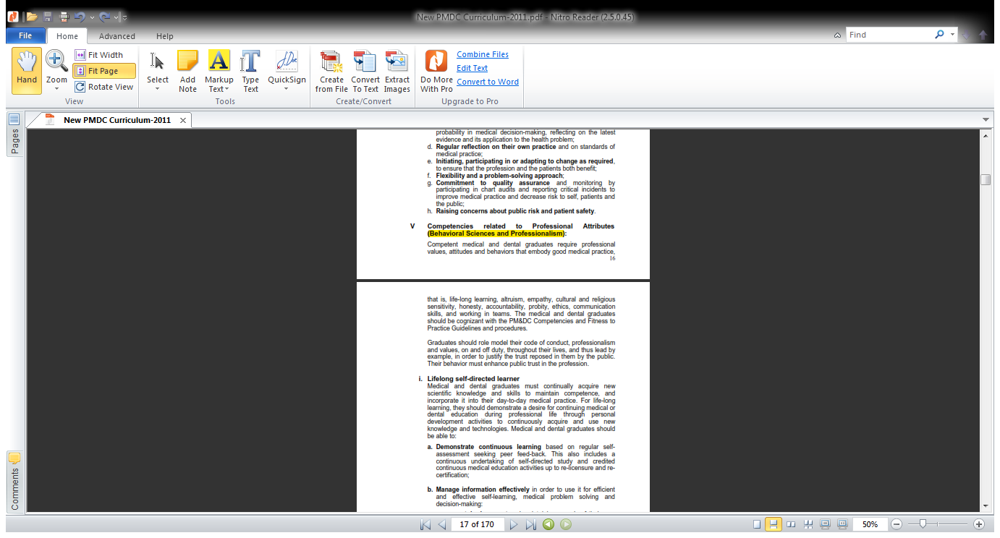 New PMDC Curriculum-2011.pdf - Nitro Reader (2.5.0.45)
File Home Advanced Help
Find
Hand
Zoom
Fit Width
Fit Page
Rotate View
View
Select
Add
Note
Markup
Text
Type
Text
QuickSign
Tools
Create
from File
Convert
To Text
Extract
Images
Create/Convert
Do More
With Pro
Combine Files
Edit Text
Convert to Word
Upgrade to Pro
New PMDC Curriculum-2011
Pages
probability in medical decision-making, reflecting on the latest
evidence and its application to the health problem;
d. Regular reflection on their own practice and on standards of
medical practice;
e. Initiating, participating in or adapting to change as required,
to ensure that the profession and the patients both benefit;
f. Flexibility and a problem-solving approach;
g. Commitment to quality assurance and monitoring by
participating in chart audits and reporting critical incidents to
improve medical practice and decrease risk to self, patients and
the public;
h. Raising concerns about public risk and patient safety.
V Competencies related to Professional Attributes
(Behavioral Sciences and Professionalism):
Competent medical and dental graduates require professional
values, attitudes and behaviors that embody good medical practice,
16
that is, life-long learning, altruism, empathy, cultural and religious
sensitivity, honesty, accountability, probity, ethics, communication
skills, and working in teams. The medical and dental graduates
should be cognizant with the PM&DC Competencies and Fitness to
Practice Guidelines and procedures.
Graduates should role model their code of conduct, professionalism
and values, on and off duty, throughout their lives, and thus lead by
example, in order to justify the trust reposed in them by the public.
Their behavior must enhance public trust in the profession.
i. Lifelong self-directed learner
Medical and dental graduates must continually acquire new
scientific knowledge and skills to maintain competence, and
incorporate it into their day-to-day medical practice. For life-long
learning, they should demonstrate a desire for continuing medical or
dental education during professional life through personal
development activities to continuously acquire and use new
knowledge and technologies. Medical and dental graduates should
be able to:
a. Demonstrate continuous learning based on regular self-
assessment seeking peer feed-back. This also includes a
continuous undertaking of self-directed study and credited
continuous medical education activities up to re-licensure and re-
certification;
b. Manage information effectively in order to use it for efficient
and effective self-learning, medical problem solving and
decision-making:
Comments
17 of 170
50%